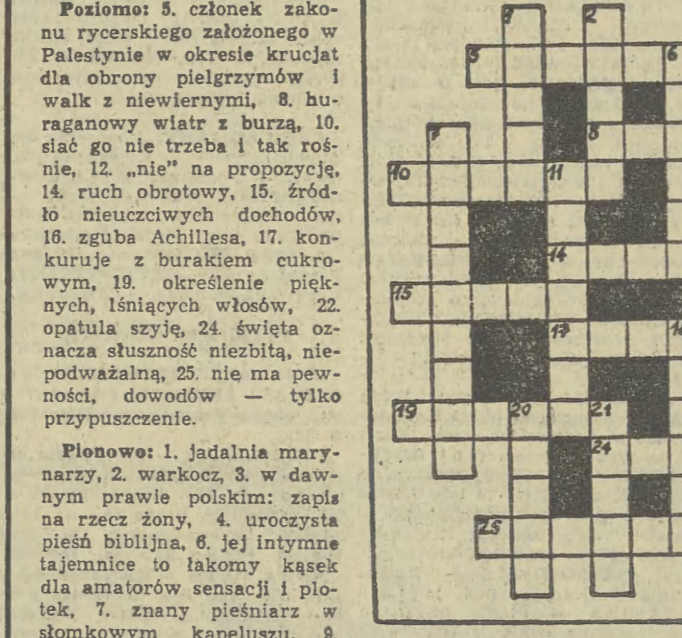 Poziomo: 5. członek zako-
nu rycerskiego założonego w
Palestynie w okresie krucjat
dla obrony pielgrzymów i
walk z niewiernymi, 8. hu-
raganowy wiatr z burzą, 10.
siać go nie trzeba i tak roś-
nie, 12. „nie” na propozycję,
14. ruch obrotowy, 15. źród-
ło nieuczciwych dochodów,
16. zguba Achillesa, 17. kon-
kuruje z burakiem cukro-
wym, 19. określenie pięk-
nych, lśniących włosów, 22.
opatula szyję, 24. święta oz-
nacza słuszność niezbitą, nie-
podważalną, 25. nie ma pew-
ności, dowodów — tylko
przypuszczenie.
Pionowo: 1. jadalnia mary-
narzy, 2. warkocz, 3. w daw-
nym prawie polskim: zapis
na rzecz żony, 4. uroczysta
pieśń biblijna, 6. jej intymne
tajemnice to łakomy kąsek
dla amatorów sensacji i plo-
tek, 7. znany pieśniarz w
słomkowym kapeluszu, 9.
2
5
6
7
8
10
11
14
15
17
19
20
21
24
25